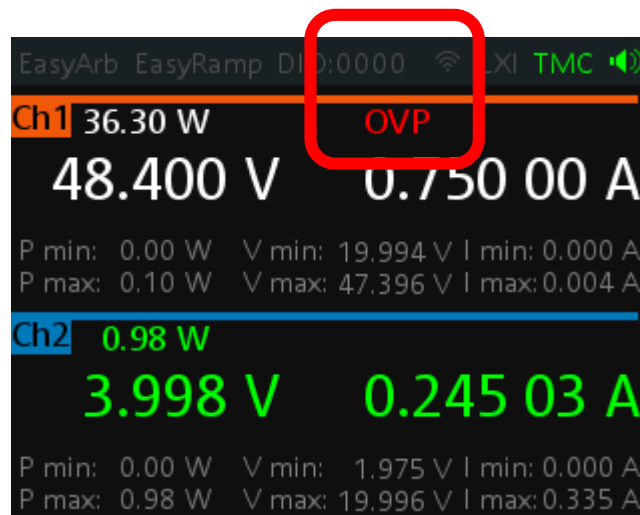 EasyArb EasyRamp DIO:0000 LXI TMC
Ch1 36.30 W OVP
48.400 V 0.750 00 A
P min: 0.00 W V min: 19.994 V I min: 0.000 A
P max: 0.10 W V max: 47.396 V I max: 0.004 A
Ch2 0.98 W
3.998 V 0.245 03 A
P min: 0.00 W V min: 1.975 V I min: 0.000 A
P max: 0.98 W V max: 19.996 V I max: 0.335 A